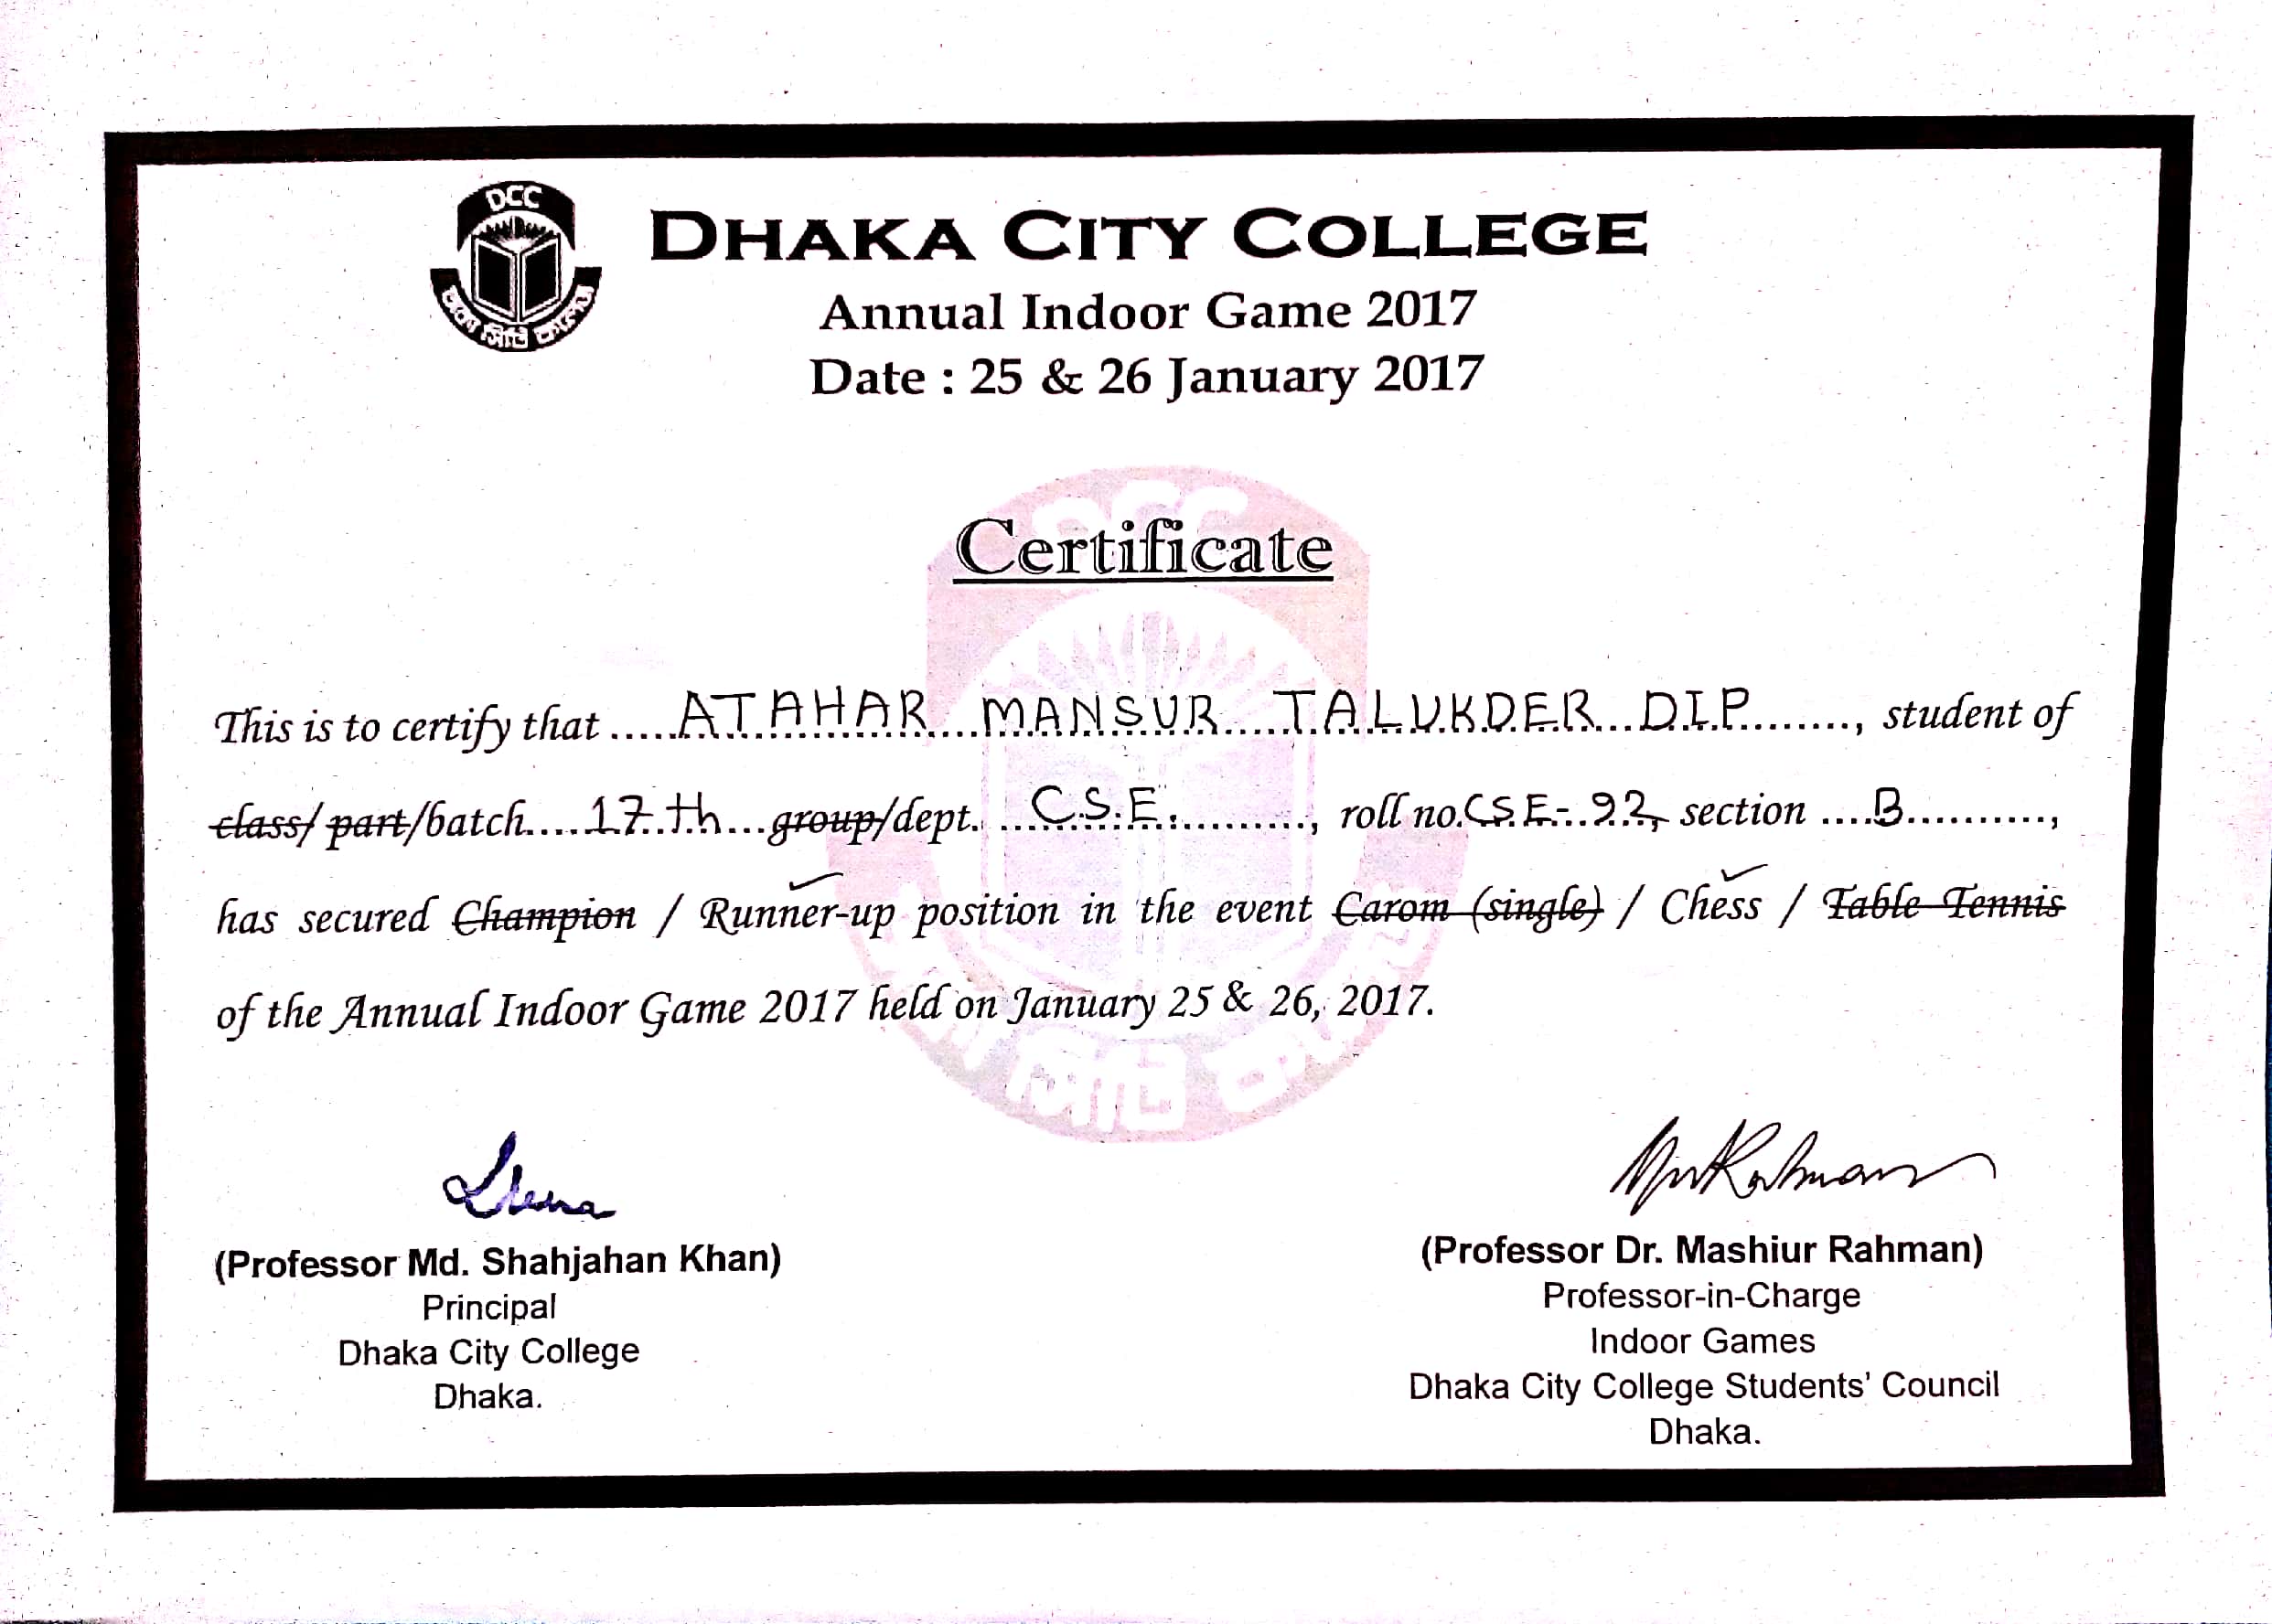 DCC
ঢাকা সিটি কলেজ
DHAKA CITY COLLEGE
Annual Indoor Game 2017
Date : 25 & 26 January 2017
Certificate
This is to certify that .....ATAHAR MANSUR TALUKDER DIP........, student of
class/ part/batch....17th...group/dept. ...C.S.E..........., roll no.CSE-92, section ....B..........,
has secured Champion / Runner-up position in the event Carom (single) / Chess / Table Tennis
of the Annual Indoor Game 2017 held on January 25 & 26, 2017.
(Professor Md. Shahjahan Khan)
Principal
Dhaka City College
Dhaka.
(Professor Dr. Mashiur Rahman)
Professor-in-Charge
Indoor Games
Dhaka City College Students' Council
Dhaka.